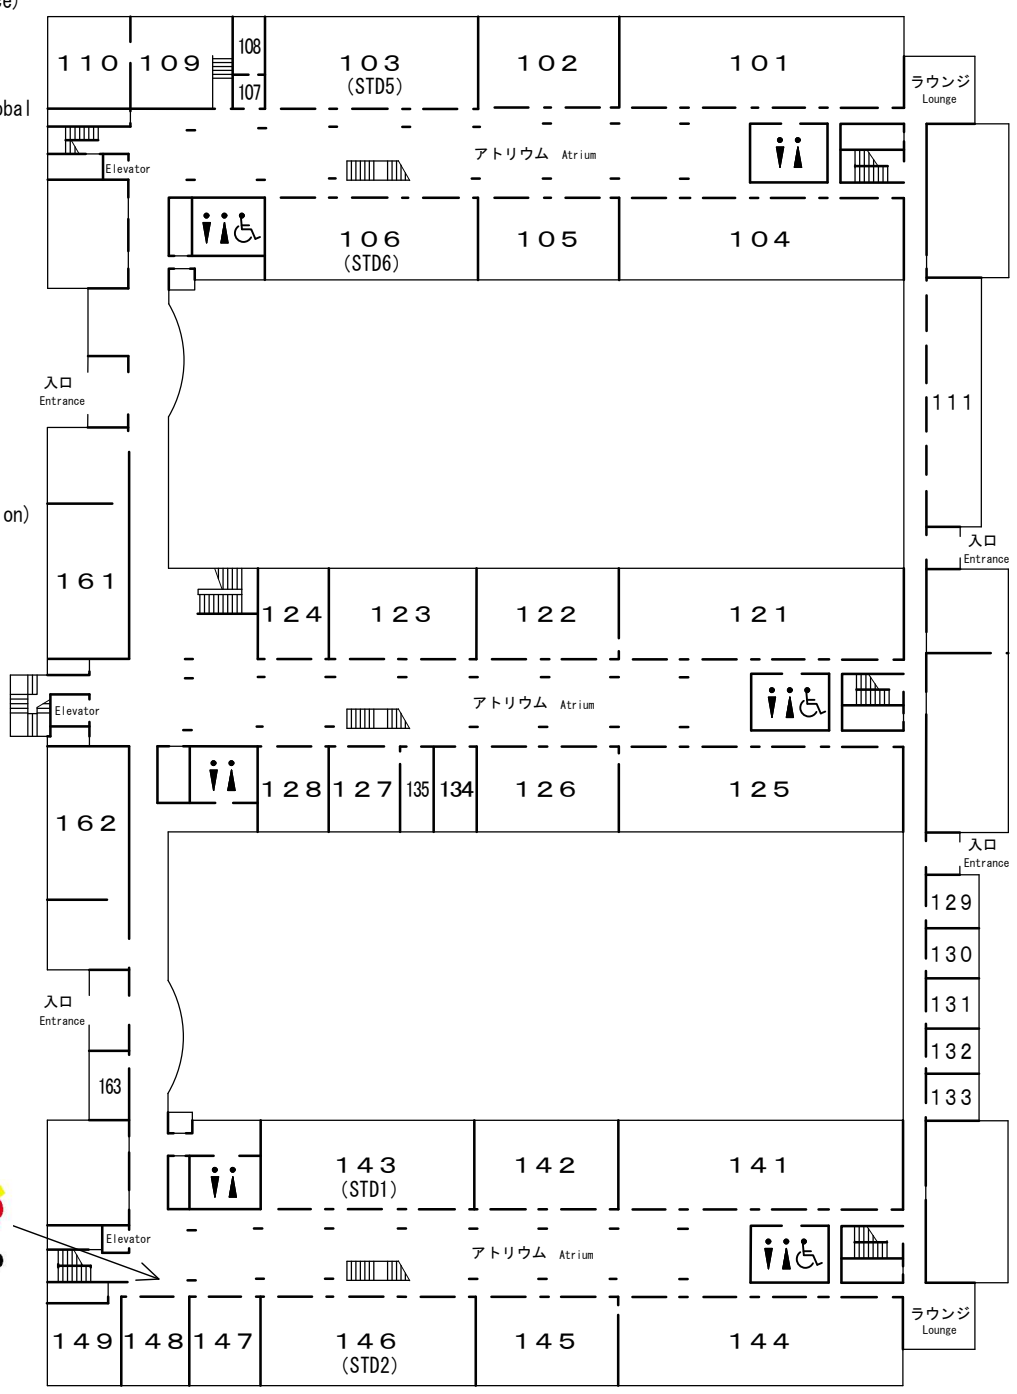 110
109
108
107
103
(STD5)
102
101
ラウンジ
Lounge
obal
アトリウム Atrium
Elevator
106
(STD6)
105
104
入口
Entrance
111
on)
入口
Entrance
161
124
123
122
121
Elevator
アトリウム Atrium
162
128
127
135
134
126
125
入口
Entrance
129
130
131
132
133
入口
Entrance
163
143
(STD1)
142
141
Elevator
アトリウム Atrium
149
148
147
146
(STD2)
145
144
ラウンジ
Lounge